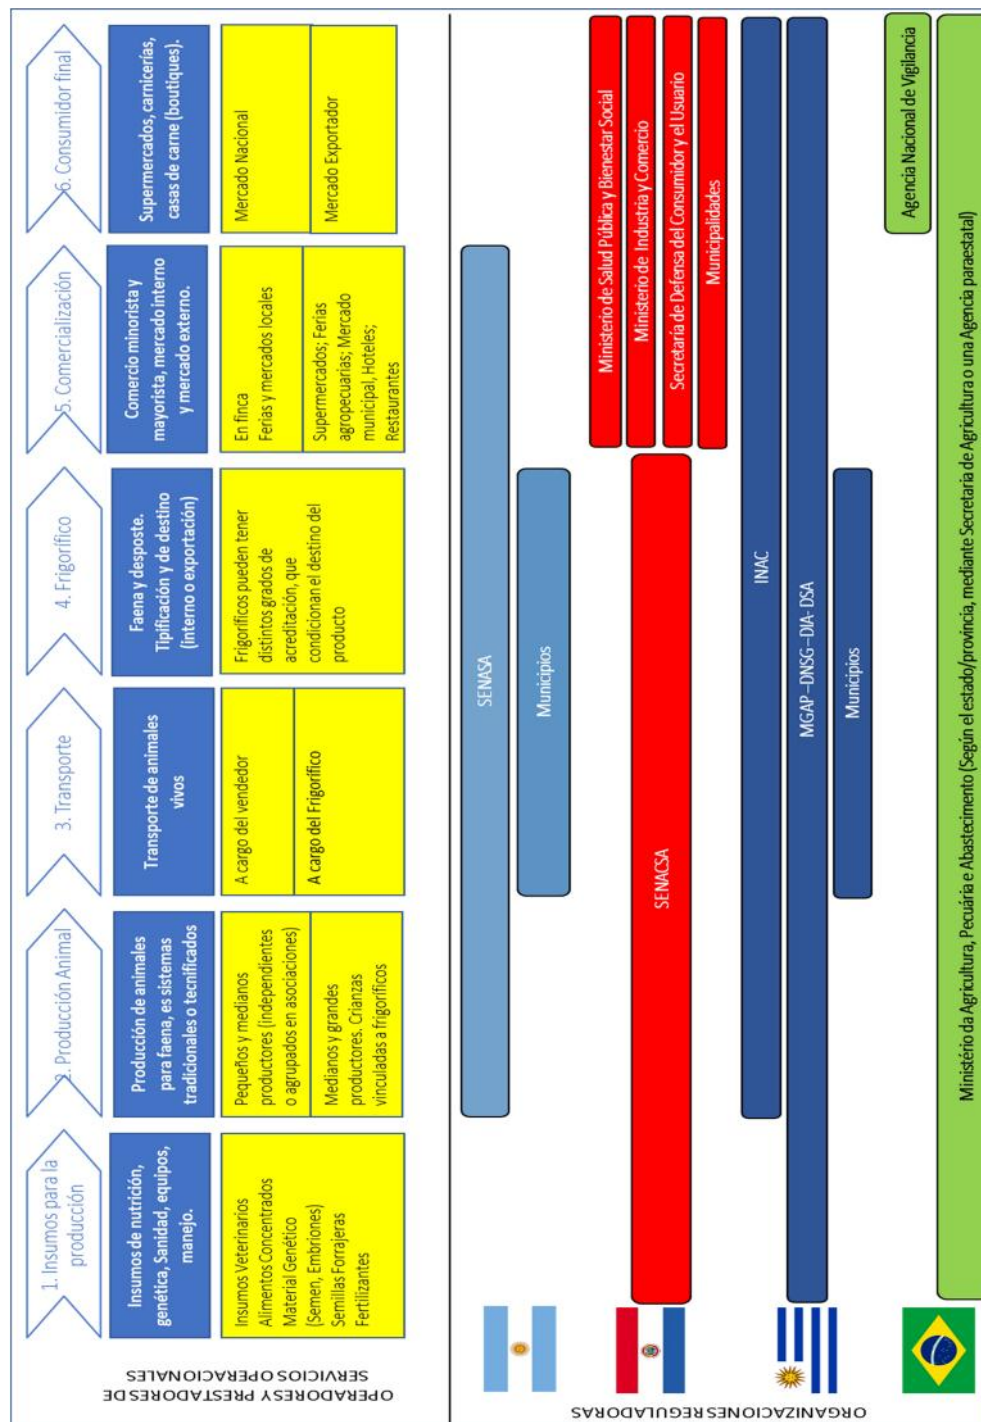 1. Insumos para la
producción
2. Producción Animal
3. Transporte
4. Frigorífico
5. Comercialización
6. Consumidor final
OPERADORES Y PRESTADORES DE
SERVICIOS OPERACIONALES
Insumos de nutrición,
genética, Sanidad, equipos,
manejo.
Producción de animales
para faena, es sistemas
tradicionales o tecnificados
Transporte de animales
vivos
Faena y desposte.
Tipificación y de destino
(interno o exportación)
Comercio minorista y
mayorista, mercado interno
y mercado externo.
Supermercados, carnicerías,
casas de carne (boutiques).
Insumos Veterinarios
Alimentos Concentrados
Material Genético
(Semen, Embriones)
Semillas Forrajeras
Fertilizantes
Pequeños y medianos
productores (independientes
o agrupados en asociaciones)
Medianos y grandes
productores. Crianzas
vinculadas a frigoríficos
A cargo del vendedor
A cargo del Frigorífico
Frigoríficos pueden tener
distintos grados de
acreditación, que
condicionan el destino del
producto
En finca
Ferias y mercados locales
Supermercados; Ferias
agropecuarias; Mercado
municipal, Hoteles;
Restaurantes
Mercado Nacional
Mercado Exportador
ORGANIZACIONES REGULADORAS
SENASA
Municipios
SENACSA
Ministerio de Salud Pública y Bienestar Social
Ministerio de Industria y Comercio
Secretaría de Defensa del Consumidor y el Usuario
Municipalidades
INAC
MGAP –DNSG –DIA- DSA
Municipios
Agencia Nacional de Vigilancia
Ministério da Agricultura, Pecuária e Abastecimento (Según el estado/provincia, mediante Secretaria de Agricultura o una Agencia paraestatal)